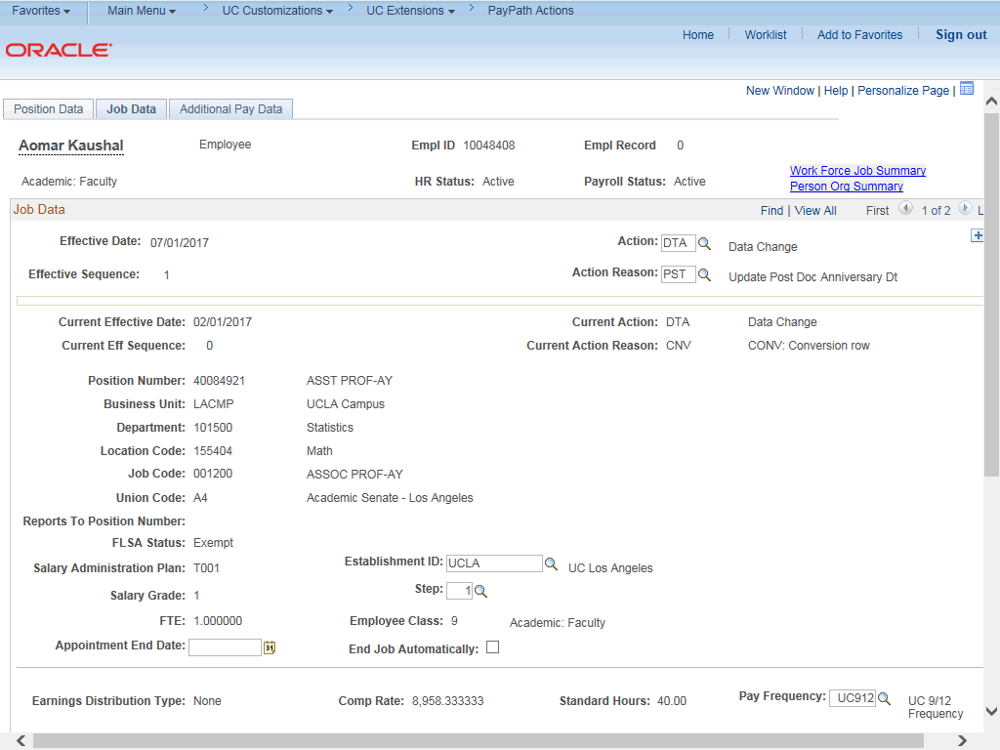 Favorites Main Menu > UC Customizations > UC Extensions > PayPath Actions
Home Worklist Add to Favorites Sign out
ORACLE
New Window | Help | Personalize Page |
Position Data Job Data Additional Pay Data
Aomar Kaushal Employee Empl ID 10048408 Empl Record 0
Work Force Job Summary
Academic: Faculty HR Status: Active Payroll Status: Active
Person Org Summary
Job Data Find | View All First 1 of 2 L
Effective Date: 07/01/2017 Action: DTA Data Change
Effective Sequence: 1 Action Reason: PST Update Post Doc Anniversary Dt
Current Effective Date: 02/01/2017 Current Action: DTA Data Change
Current Eff Sequence: 0 Current Action Reason: CNV CONV: Conversion row
Position Number: 40084921 ASST PROF-AY
Business Unit: LACMP UCLA Campus
Department: 101500 Statistics
Location Code: 155404 Math
Job Code: 001200 ASSOC PROF-AY
Union Code: A4 Academic Senate - Los Angeles
Reports To Position Number:
FLSA Status: Exempt
Salary Administration Plan: T001 Establishment ID: UCLA UC Los Angeles
Salary Grade: 1 Step: 1
FTE: 1.000000 Employee Class: 9 Academic: Faculty
Appointment End Date: 31 End Job Automatically:
Earnings Distribution Type: None Comp Rate: 8,958.333333 Standard Hours: 40.00 Pay Frequency: UC912 UC 9/12
Frequency